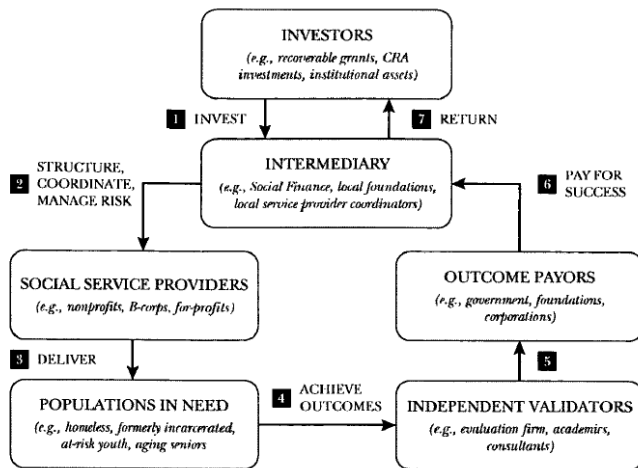 INVESTORS
(e.g., recoverable grants, CRA
investments, institutional assets)
1 INVEST
7 RETURN
INTERMEDIARY
(e.g., Social Finance, local foundations,
local service provider coordinators)
2 STRUCTURE,
COORDINATE,
MANAGE RISK
6 PAY FOR
SUCCESS
SOCIAL SERVICE PROVIDERS
(e.g., nonprofits, B-corps, for-profits)
OUTCOME PAYORS
(e.g., government, foundations,
corporations)
3 DELIVER
5
POPULATIONS IN NEED
(e.g., homeless, formerly incarcerated,
at-risk youth, aging seniors
4 ACHIEVE
OUTCOMES
INDEPENDENT VALIDATORS
(e.g., evaluation firm, academics,
consultants)